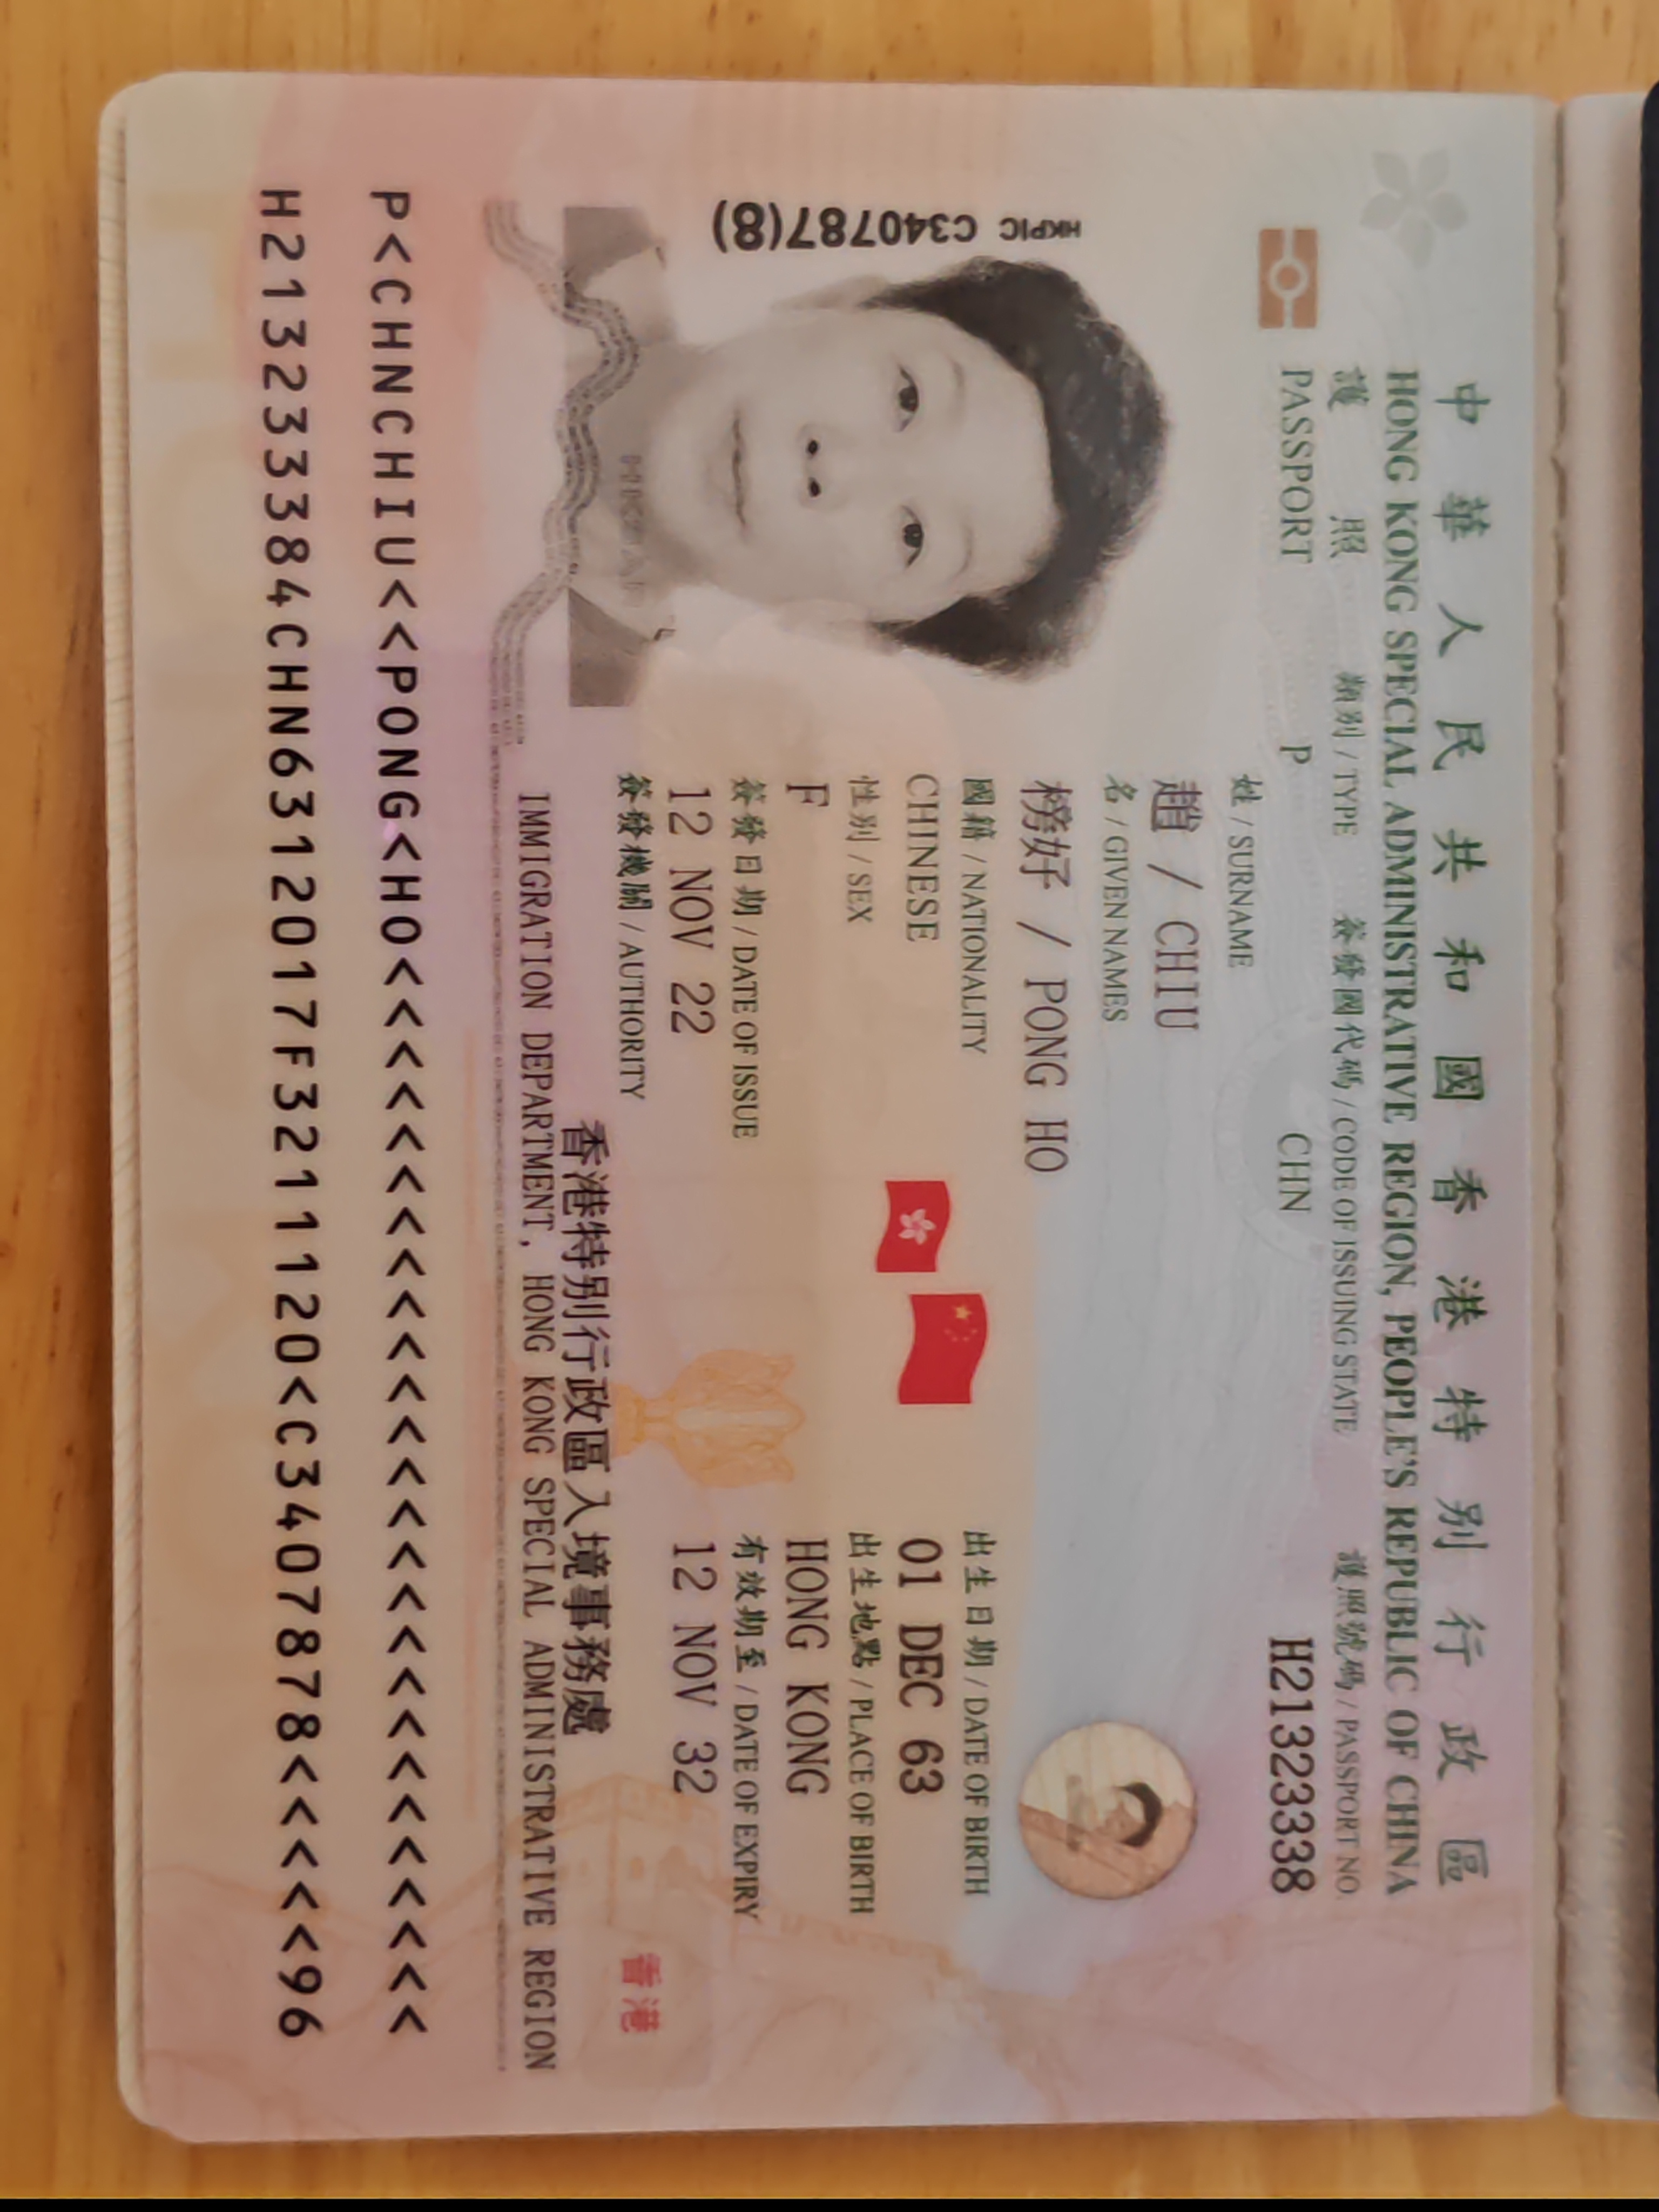 中華人民共和國香港特別行政區
HONG KONG SPECIAL ADMINISTRATIVE REGION, PEOPLE'S REPUBLIC OF CHINA
護照 類別 / TYPE 簽發國代碼 / CODE OF ISSUING STATE 護照號碼 / PASSPORT NO.
PASSPORT P CHN H21323338
姓 / SURNAME
趙 / CHIU
名 / GIVEN NAMES
榜好 / PONG HO
國籍 / NATIONALITY 出生日期 / DATE OF BIRTH
CHINESE 01 DEC 63
性別 / SEX 出生地點 / PLACE OF BIRTH
F HONG KONG
簽發日期 / DATE OF ISSUE 有效期至 / DATE OF EXPIRY
12 NOV 22 12 NOV 32
簽發機關 / AUTHORITY
香港特別行政區入境事務處
IMMIGRATION DEPARTMENT, HONG KONG SPECIAL ADMINISTRATIVE REGION
香港
HKPIC C340787(8)
P<CHNCHIU<<PONG<HO<<<<<<<<<<<<<<<<<<<<<<<<<<
H213233384CHN6312017F3211120<C3407878<<<<<96